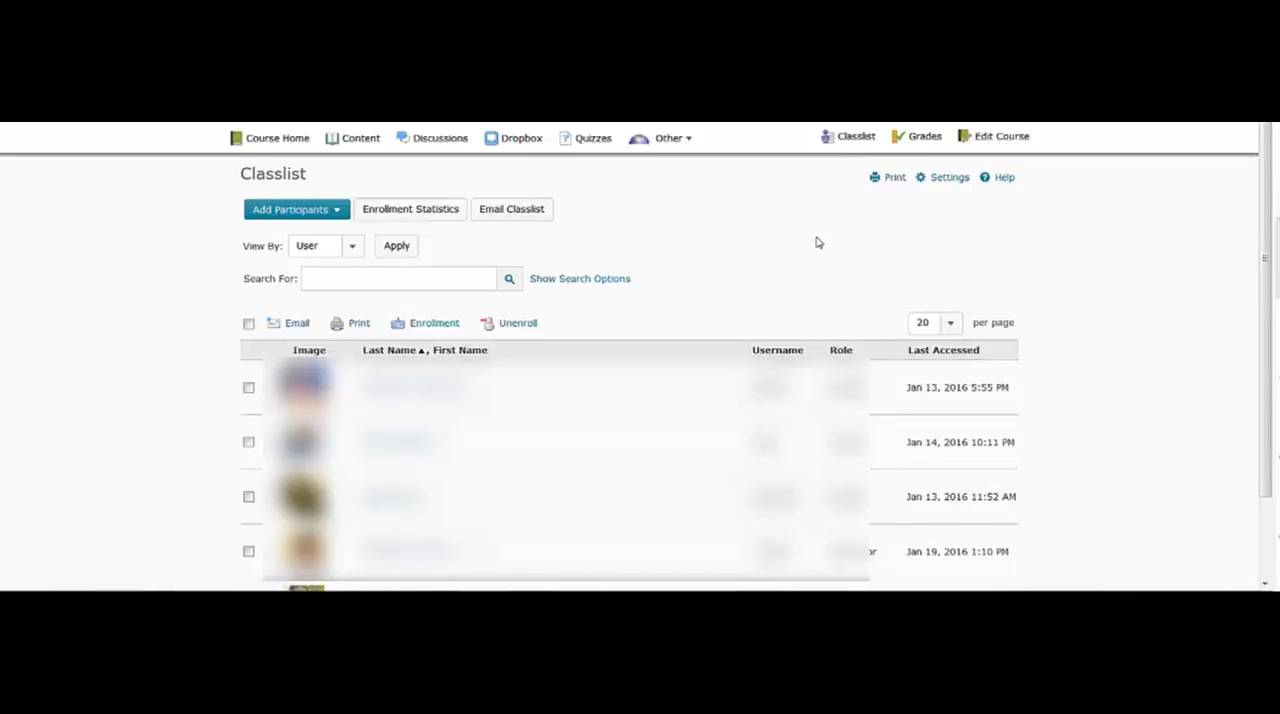 Course Home Content Discussions Dropbox Quizzes Other Classlist Grades Edit Course
Classlist
Print Settings Help
Add Participants Enrollment Statistics Email Classlist
View By: User Apply
Search For: Show Search Options
Email Print Enrollment Unenroll 20 per page
Image Last Name ▲, First Name Username Role Last Accessed
Jan 13, 2016 5:55 PM
Jan 14, 2016 10:11 PM
Jan 13, 2016 11:52 AM
or Jan 19, 2016 1:10 PM